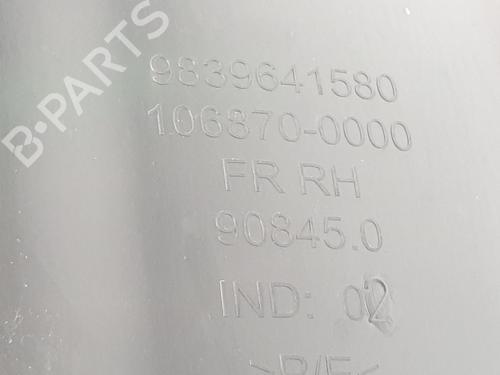 B-PARTS
9839641580
106870-0000
FR RH
90845.0
IND: 02
>P/E<